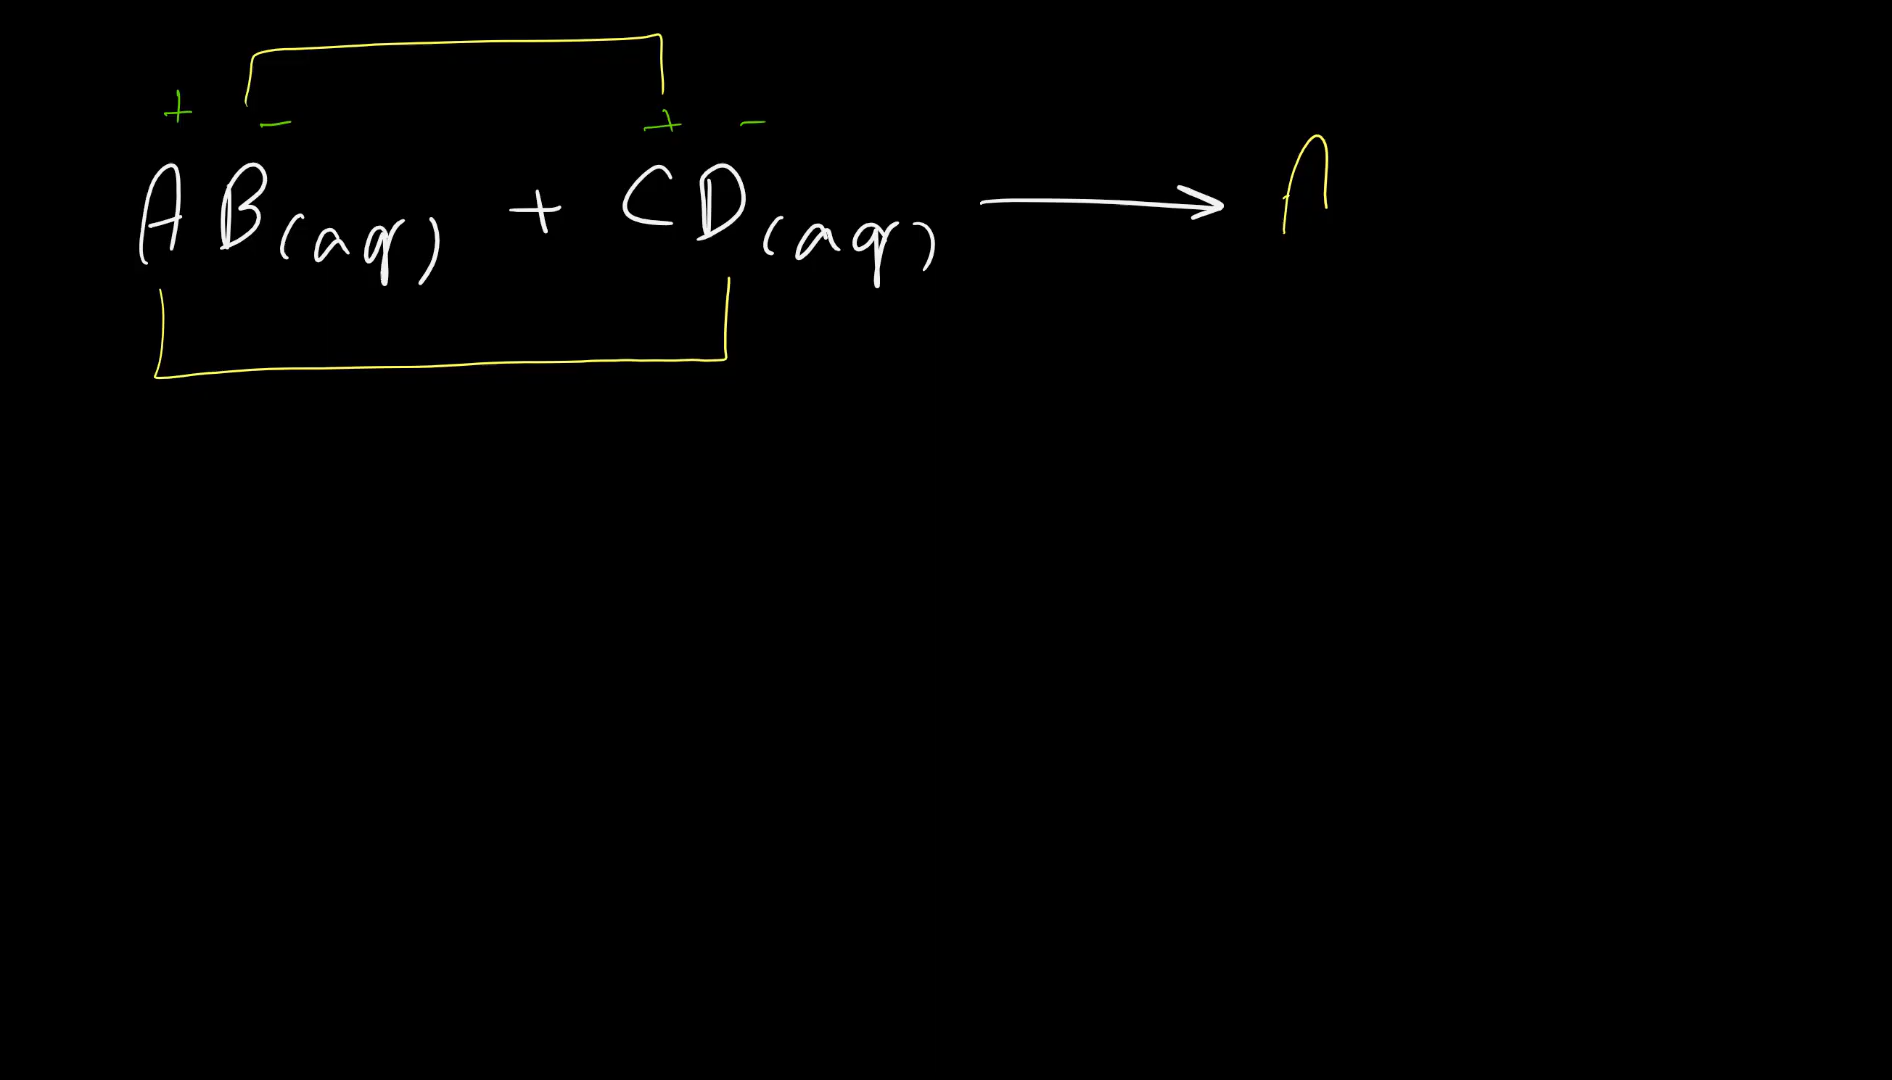 + - + -
AB(aq) + CD(aq) →